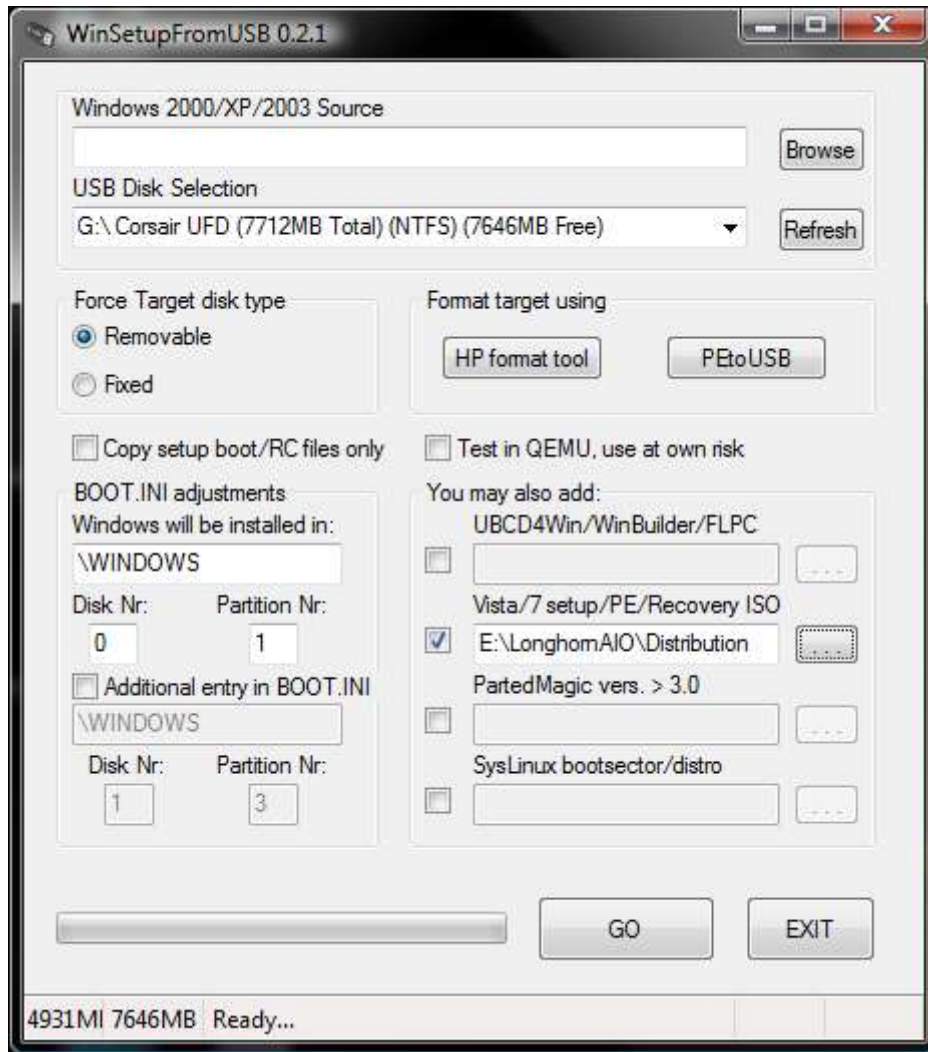 WinSetupFromUSB 0.2.1
Windows 2000/XP/2003 Source
Browse
USB Disk Selection
G:\ Corsair UFD (7712MB Total) (NTFS) (7646MB Free)
Refresh
Force Target disk type
Removable
Fixed
Format target using
HP format tool
PEtoUSB
Copy setup boot/RC files only
Test in QEMU, use at own risk
BOOT.INI adjustments
Windows will be installed in:
\WINDOWS
Disk Nr: Partition Nr:
0 1
Additional entry in BOOT.INI
\WINDOWS
Disk Nr: Partition Nr:
1 3
You may also add:
UBCD4Win/WinBuilder/FLPC
. . .
Vista/7 setup/PE/Recovery ISO
E:\LonghornAIO\Distribution
. . .
PartedMagic vers. > 3.0
. . .
SysLinux bootsector/distro
. . .
GO
EXIT
4931MI 7646MB Ready...